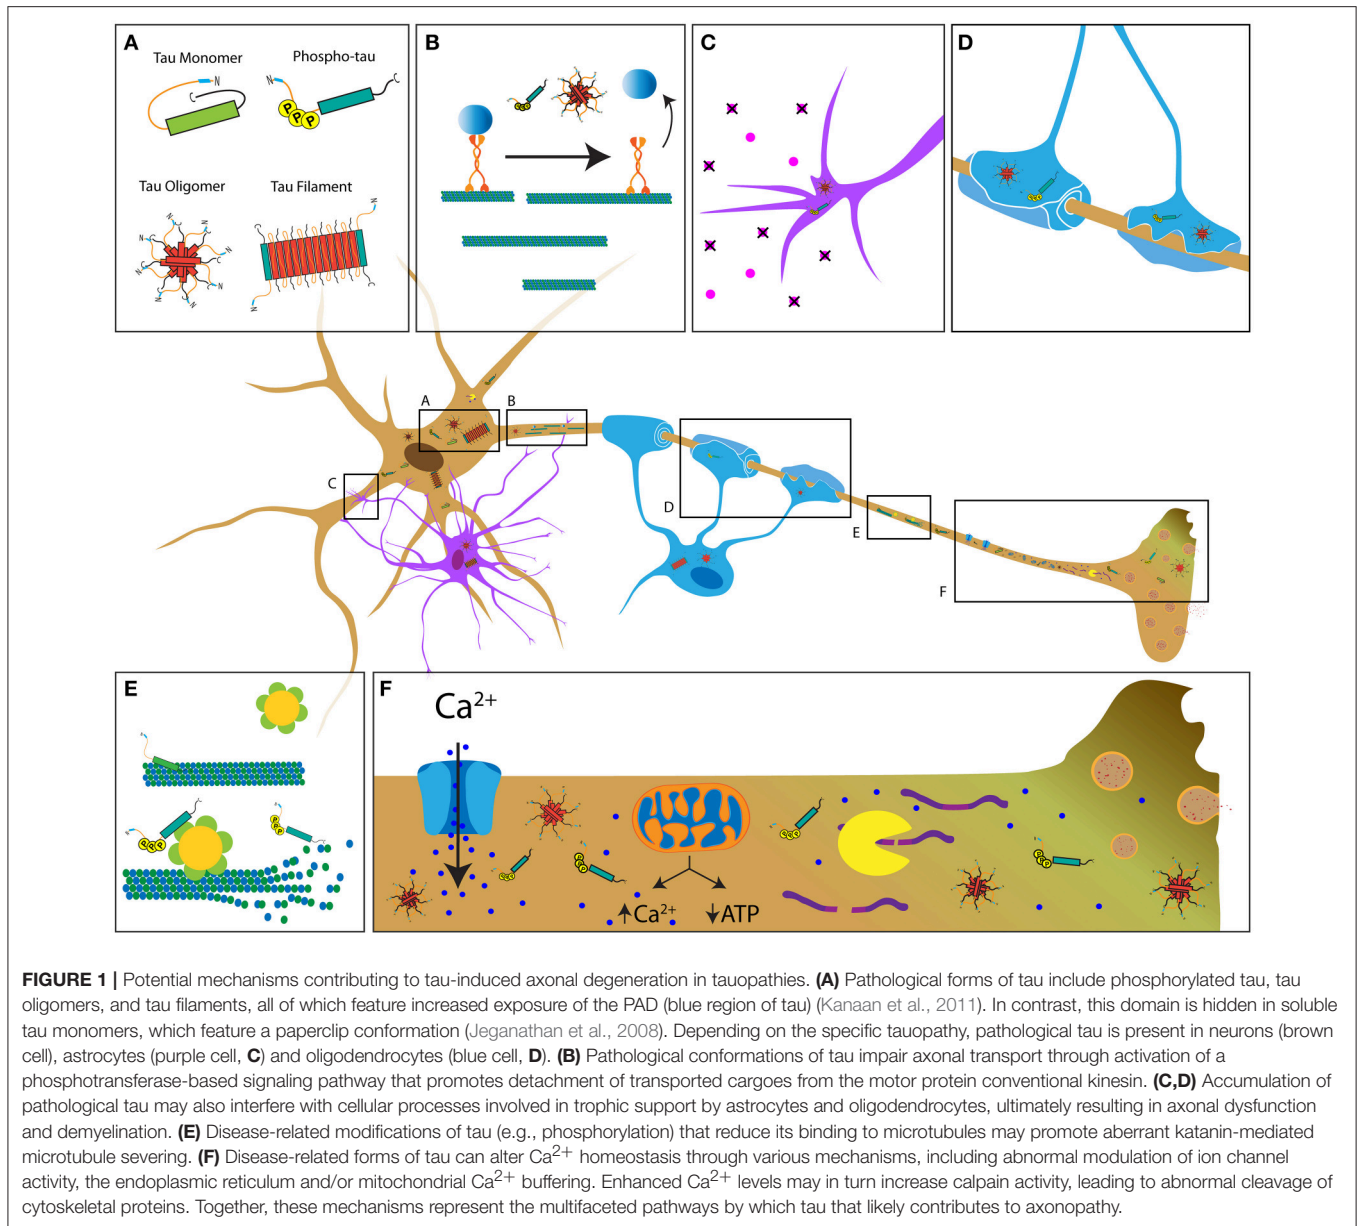 A
Tau Monomer
Phospho-tau
N
C
N
C
P
P
P
Tau Oligomer
Tau Filament
N
C
N
C
N
C
N
C
N
C
N
C
N
C
N
C
N
C
N
C
B
P
P
P
C
D
P
P
P
A
B
C
D
E
F
E
P
P
P
P
P
P
F
Ca2+
P
P
P
P
P
P
P
P
P
P
P
P
Ca2+
ATP
FIGURE 1 | Potential mechanisms contributing to tau-induced axonal degeneration in tauopathies. (A) Pathological forms of tau include phosphorylated tau, tau
oligomers, and tau filaments, all of which feature increased exposure of the PAD (blue region of tau) (Kanaan et al., 2011). In contrast, this domain is hidden in soluble
tau monomers, which feature a paperclip conformation (Jeganathan et al., 2008). Depending on the specific tauopathy, pathological tau is present in neurons (brown
cell), astrocytes (purple cell, C) and oligodendrocytes (blue cell, D). (B) Pathological conformations of tau impair axonal transport through activation of a
phosphotransferase-based signaling pathway that promotes detachment of transported cargoes from the motor protein conventional kinesin. (C,D) Accumulation of
pathological tau may also interfere with cellular processes involved in trophic support by astrocytes and oligodendrocytes, ultimately resulting in axonal dysfunction
and demyelination. (E) Disease-related modifications of tau (e.g., phosphorylation) that reduce its binding to microtubules may promote aberrant katanin-mediated
microtubule severing. (F) Disease-related forms of tau can alter Ca2+ homeostasis through various mechanisms, including abnormal modulation of ion channel
activity, the endoplasmic reticulum and/or mitochondrial Ca2+ buffering. Enhanced Ca2+ levels may in turn increase calpain activity, leading to abnormal cleavage of
cytoskeletal proteins. Together, these mechanisms represent the multifaceted pathways by which tau that likely contributes to axonopathy.